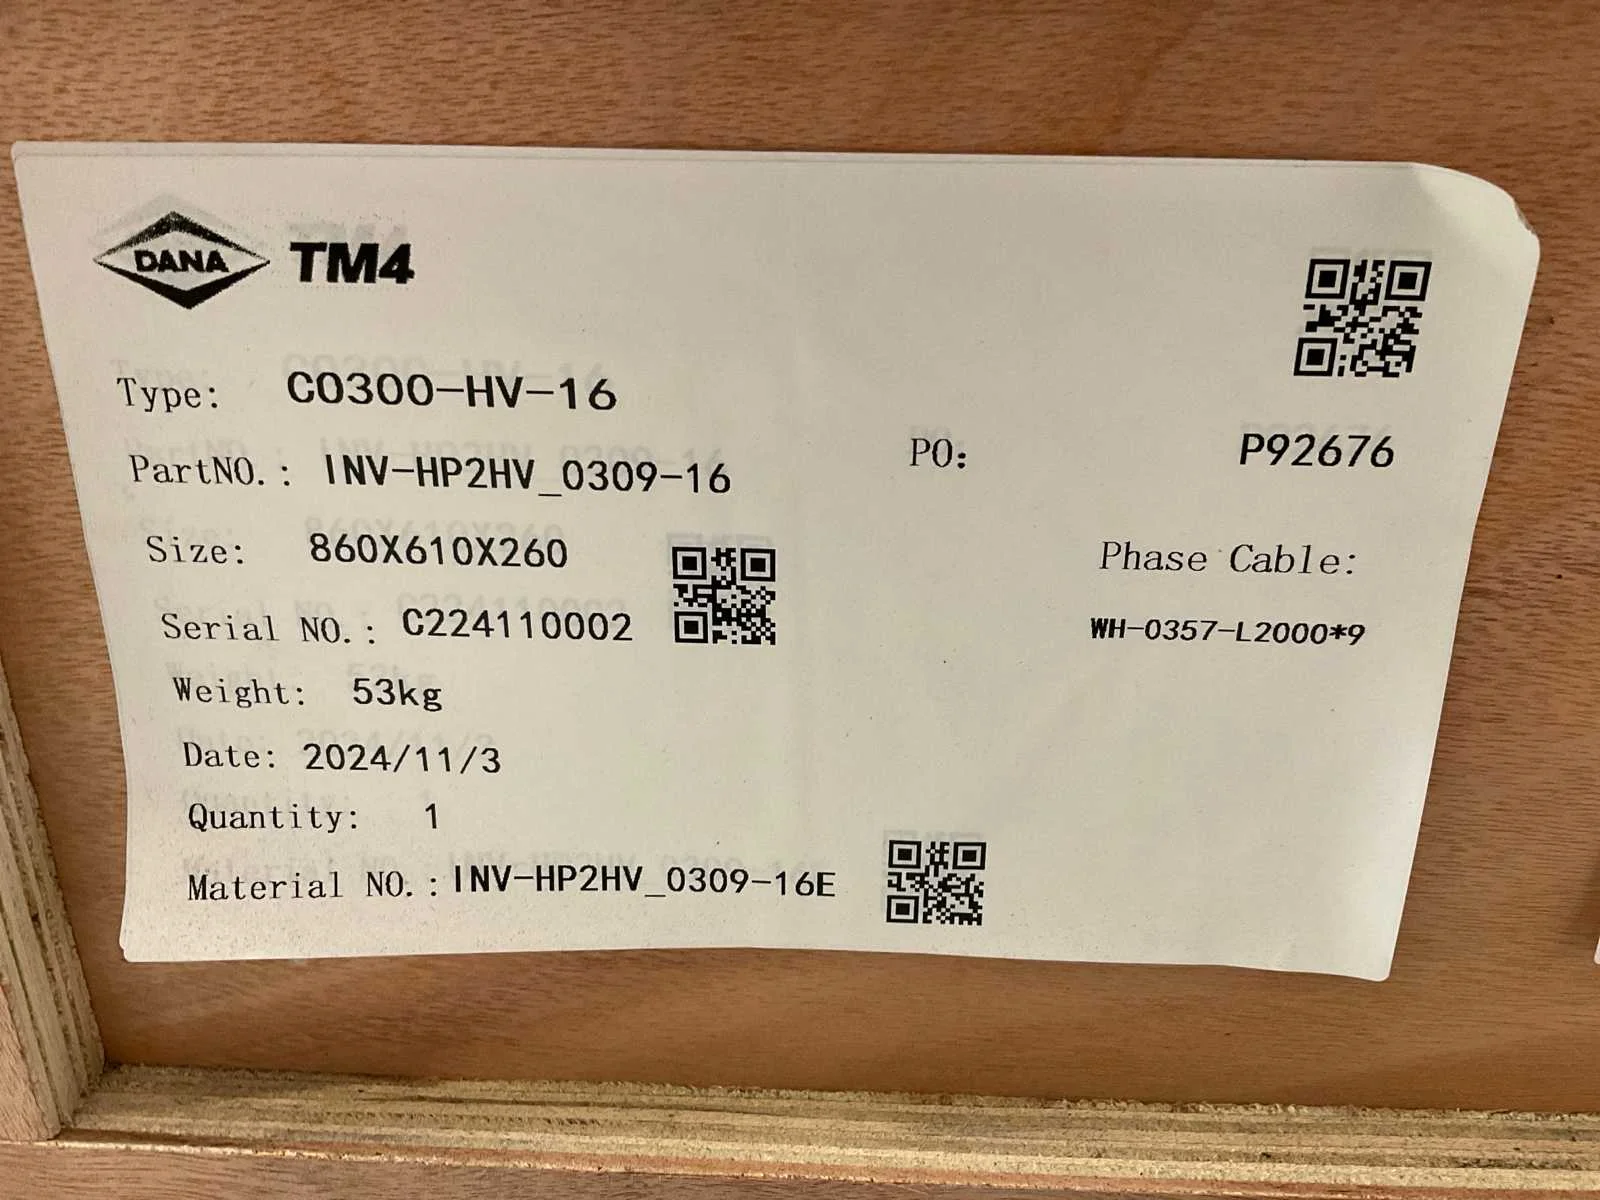 DANA TM4
Type: CO300-HV-16
PartNO.: INV-HP2HV_0309-16
PO: P92676
Size: 860X610X260
Phase Cable:
Serial NO.: C224110002
WH-0357-L2000*9
Weight: 53kg
Date: 2024/11/3
Quantity: 1
Material NO.: INV-HP2HV_0309-16E